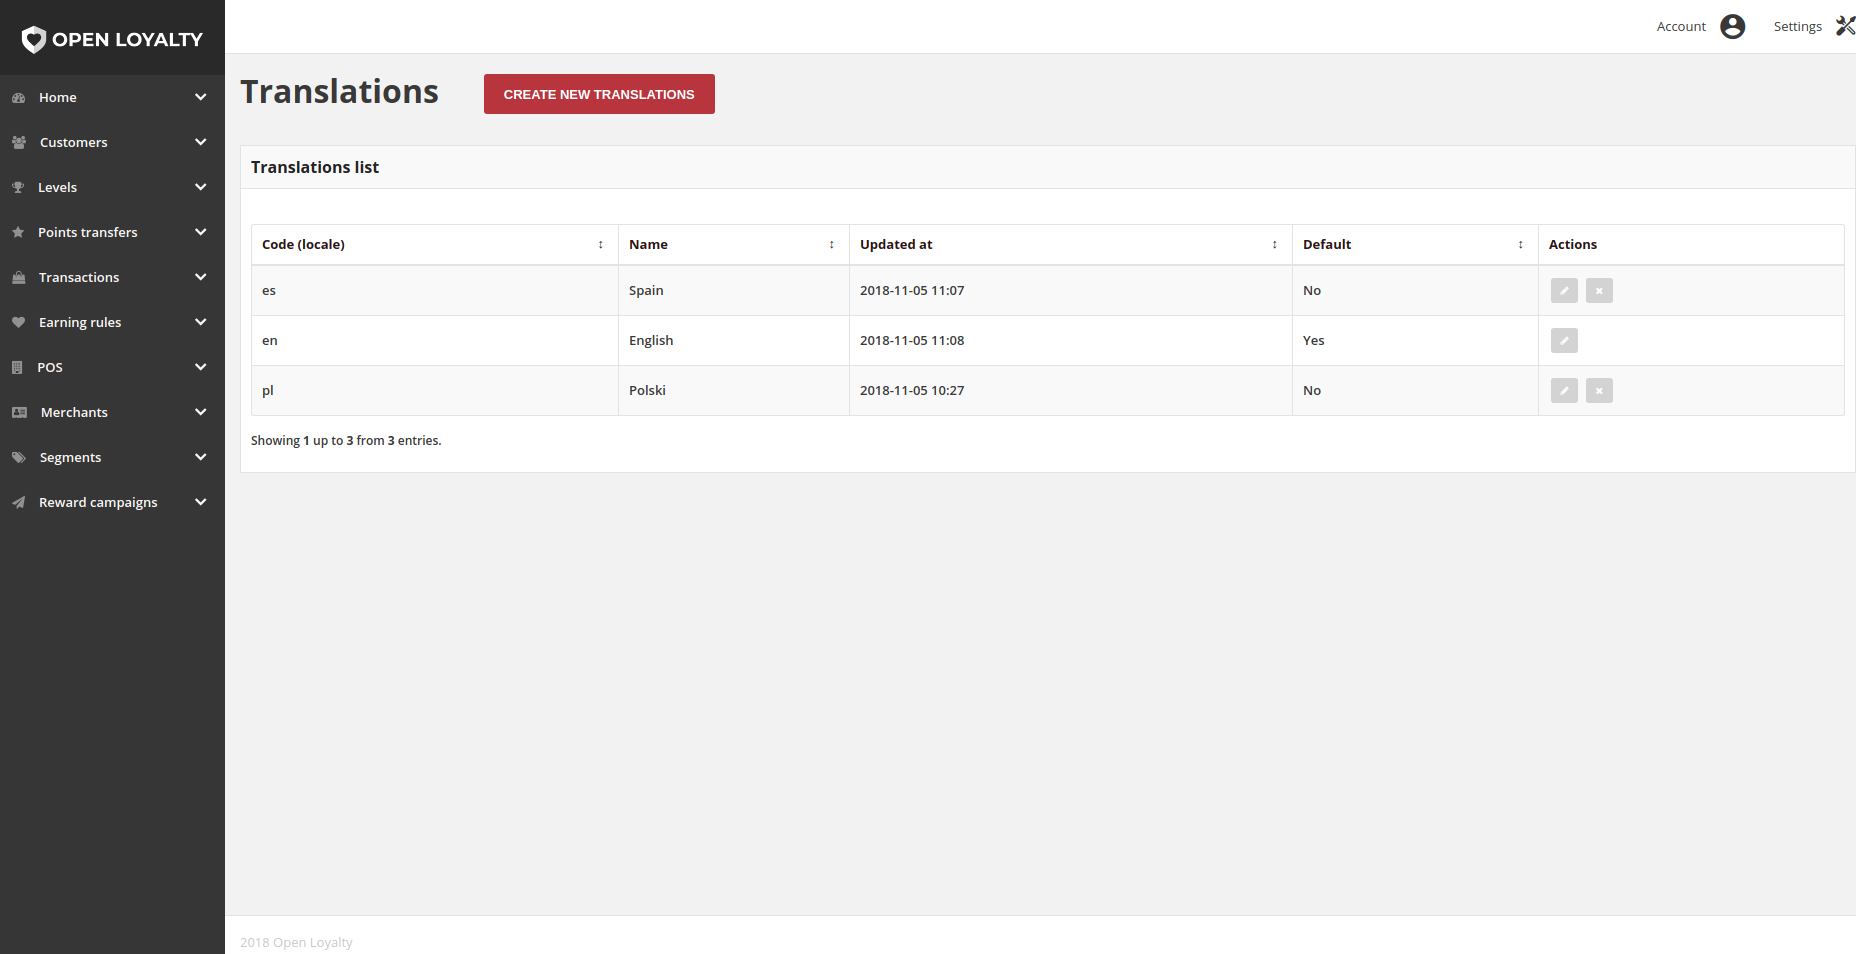 OPEN LOYALTY
Account
Settings
Home
Customers
Levels
Points transfers
Transactions
Earning rules
POS
Merchants
Segments
Reward campaigns
Translations
CREATE NEW TRANSLATIONS
Translations list
Code (locale) Name Updated at Default Actions
es Spain 2018-11-05 11:07 No
en English 2018-11-05 11:08 Yes
pl Polski 2018-11-05 10:27 No
Showing 1 up to 3 from 3 entries.
2018 Open Loyalty